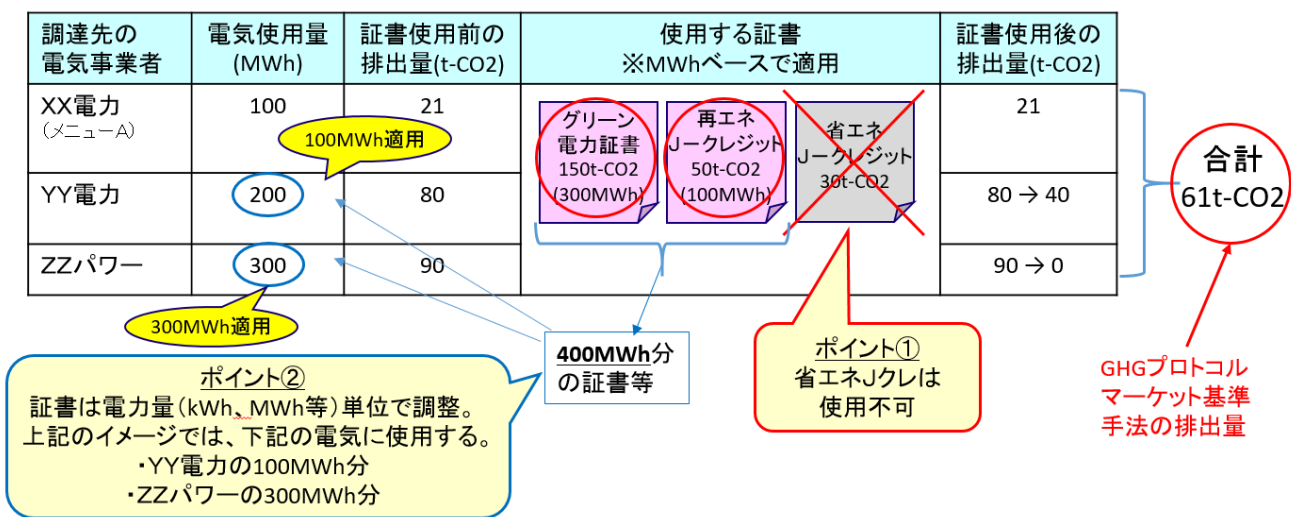 調達先の
電気事業者
電気使用量
(MWh)
証書使用前の
排出量(t-CO2)
使用する証書
※MWhベースで適用
証書使用後の
排出量(t-CO2)
XX電力
(メニューA)
100
21
グリーン
電力証書
150t-CO2
(300MWh)
再エネ
J-クレジット
50t-CO2
(100MWh)
省エネ
J-クレジット
30t-CO2
21
100MWh適用
YY電力
200
80
80 → 40
ZZパワー
300
90
90 → 0
合計
61t-CO2
300MWh適用
400MWh分
の証書等
ポイント①
省エネJクレは
使用不可
GHGプロトコル
マーケット基準
手法の排出量
ポイント②
証書は電力量(kWh、MWh等)単位で調整。
上記のイメージでは、下記の電気に使用する。
・YY電力の100MWh分
・ZZパワーの300MWh分